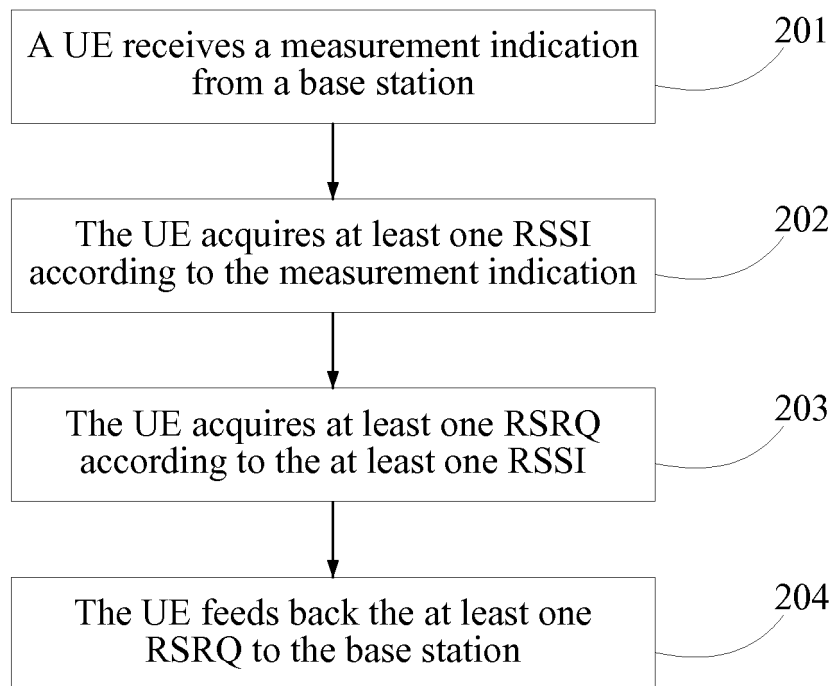 A UE receives a measurement indication
from a base station
201
The UE acquires at least one RSSI
according to the measurement indication
202
The UE acquires at least one RSRQ
according to the at least one RSSI
203
The UE feeds back the at least one
RSRQ to the base station
204